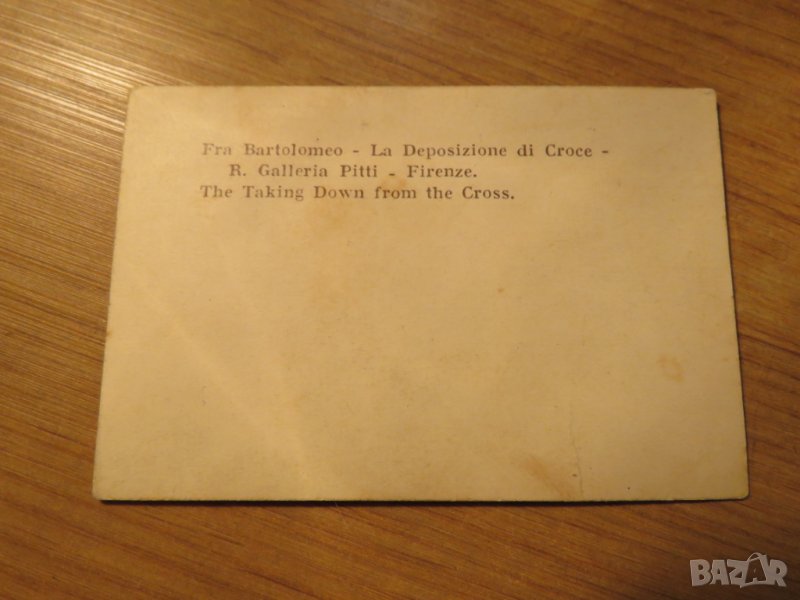 Fra Bartolomeo - La Deposizione di Croce -
R. Galleria Pitti - Firenze.
The Taking Down from the Cross.
BAZAR